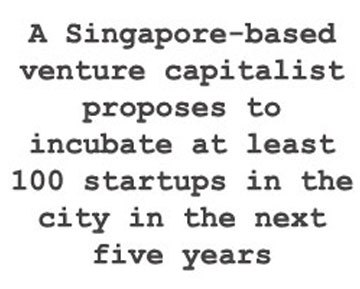 A Singapore-based
venture capitalist
proposes to
incubate at least
100 startups in the
city in the next
five years